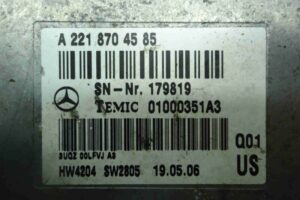 A 221 870 45 85
SN-Nr. 179819
TEMIC 01000351A3
Q01
HW4204 SW2805 19.05.06 US